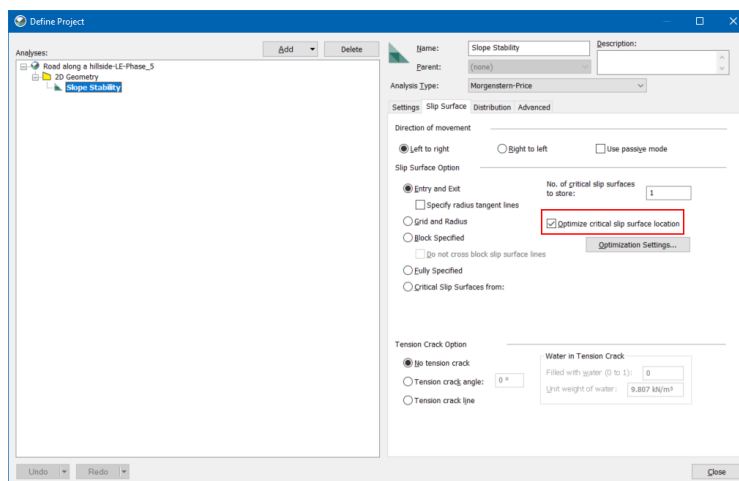 Define Project
Analyses:
Add
Delete
Road along a hillside-LE-Phase_5
2D Geometry
Slope Stability
Name:
Slope Stability
Description:
Parent:
(none)
Analysis Type:
Morgenstern-Price
Settings Slip Surface Distribution Advanced
Direction of movement
Left to right
Right to left
Use passive mode
Slip Surface Option
Entry and Exit
No. of critical slip surfaces
to store:
1
Specify radius tangent lines
Grid and Radius
Optimize critical slip surface location
Block Specified
Optimization Settings...
Do not cross block slip surface lines
Fully Specified
Critical Slip Surfaces from:
Tension Crack Option
No tension crack
Water in Tension Crack
Filled with water (0 to 1):
0
Tension crack angle:
0 °
Unit weight of water:
9.807 kN/m³
Tension crack line
Undo
Redo
Close